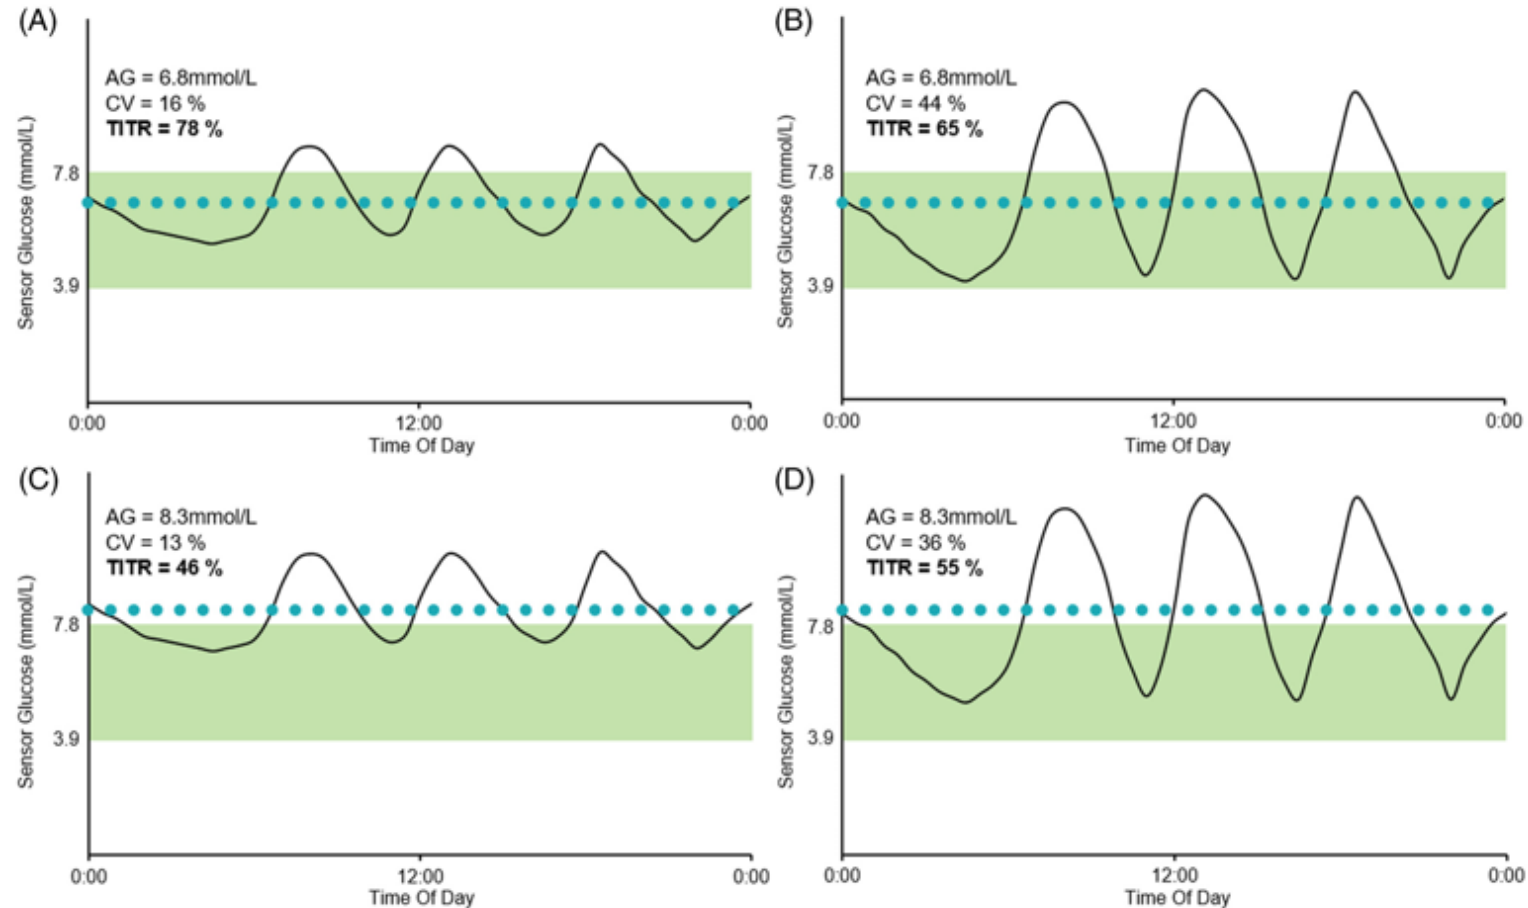 (A)
AG = 6.8mmol/L
CV = 16 %
TITR = 78 %
Sensor Glucose (mmol/L)
7.8
3.9
0:00
12:00
0:00
Time Of Day
(B)
AG = 6.8mmol/L
CV = 44 %
TITR = 65 %
Sensor Glucose (mmol/L)
7.8
3.9
0:00
12:00
0:00
Time Of Day
(C)
AG = 8.3mmol/L
CV = 13 %
TITR = 46 %
Sensor Glucose (mmol/L)
7.8
3.9
0:00
12:00
0:00
Time Of Day
(D)
AG = 8.3mmol/L
CV = 36 %
TITR = 55 %
Sensor Glucose (mmol/L)
7.8
3.9
0:00
12:00
0:00
Time Of Day